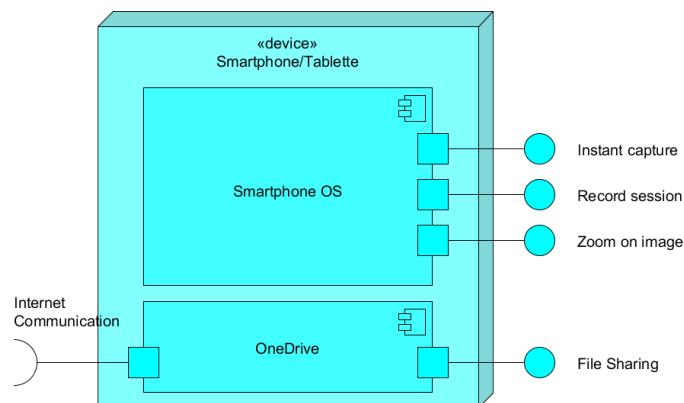 «device»
Smartphone/Tablette
Smartphone OS
Instant capture
Record session
Zoom on image
Internet
Communication
OneDrive
File Sharing